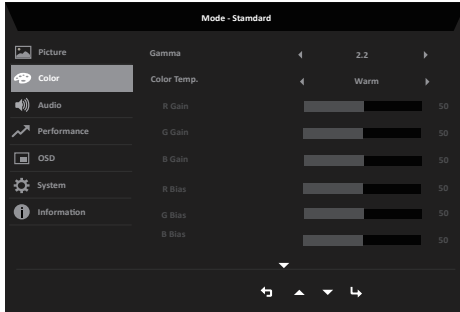 Mode - Standard
Picture
Color
Audio
Performance
OSD
System
Information
Gamma 2.2
Color Temp. Warm
R Gain 50
G Gain 50
B Gain 50
R Bias 50
G Bias 50
B Bias 50